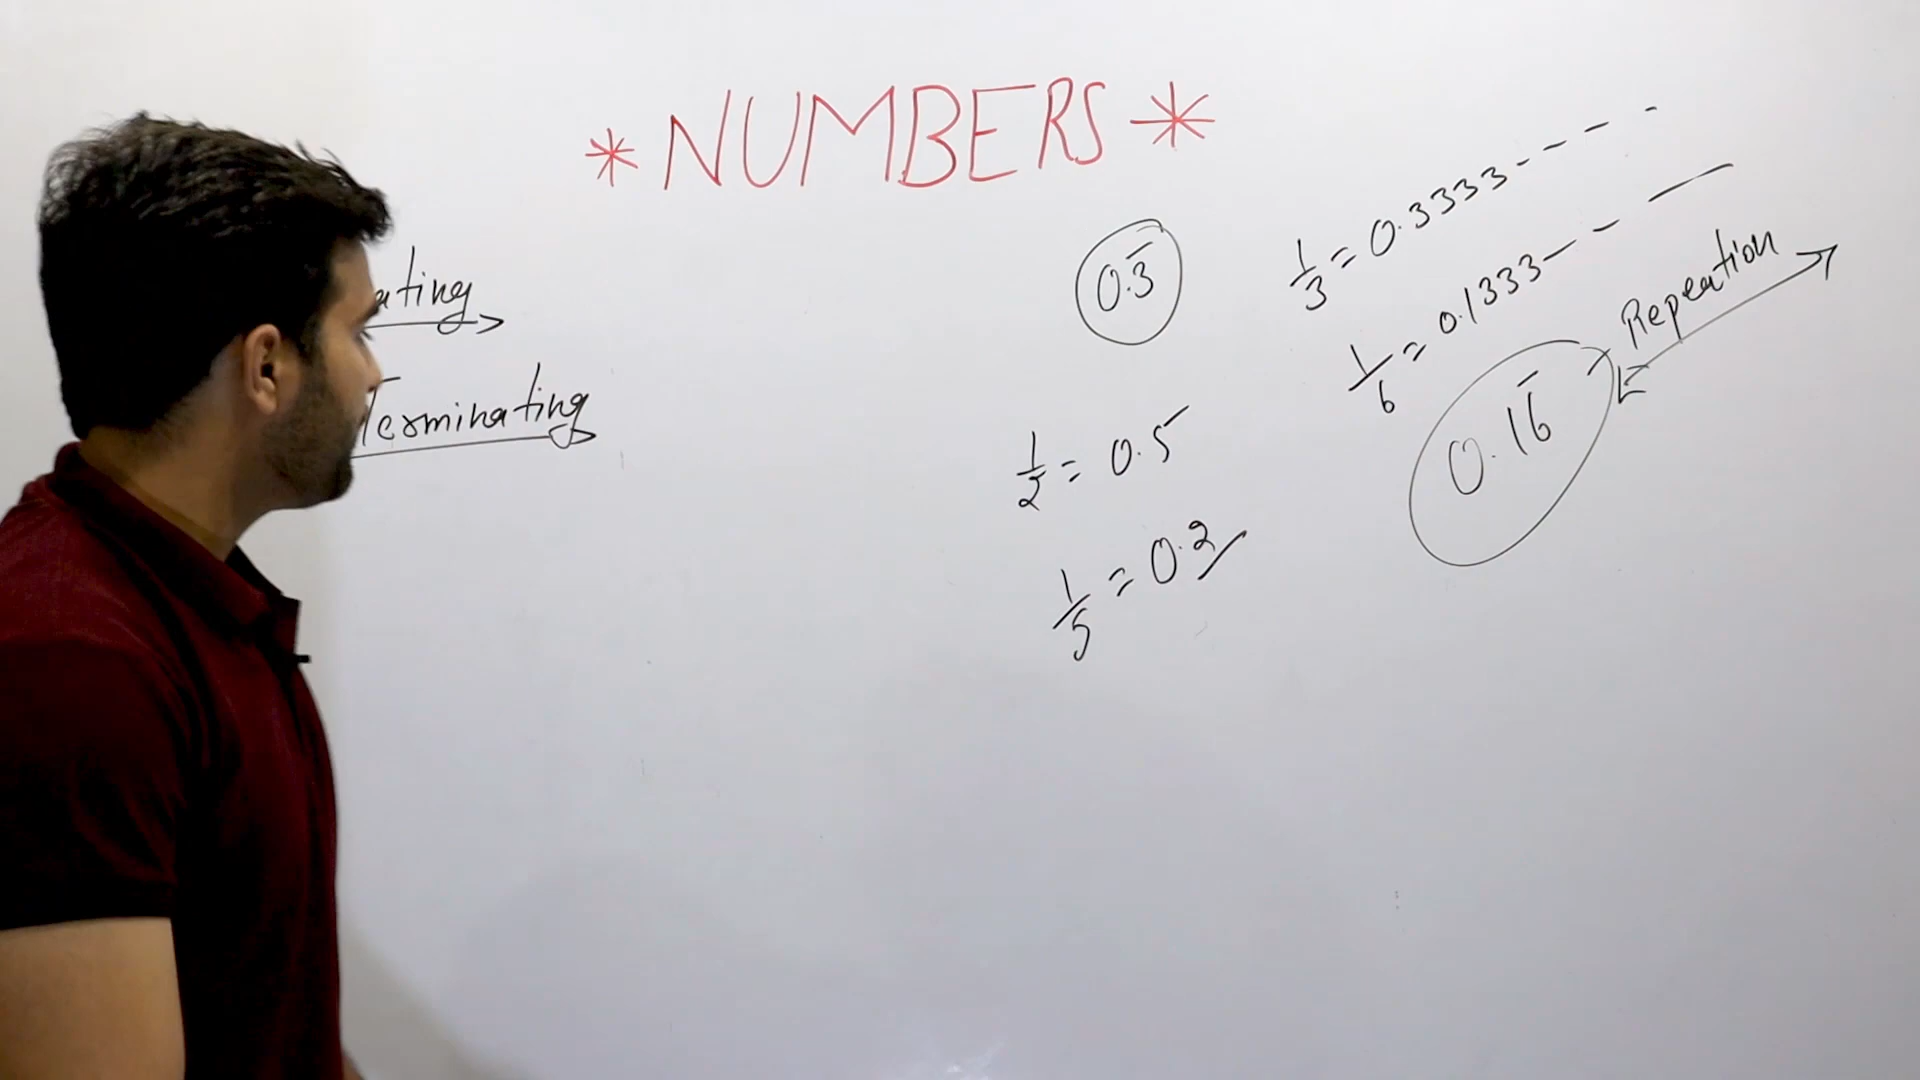 * NUMBERS *
ating
Terminating
0.3̅
1/2 = 0.5
1/5 = 0.2
1/3 = 0.3333----
1/6 = 0.1333---
0.16̅
Repeation